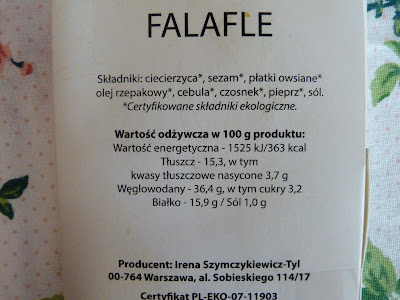 FALAFLE
Składniki: ciecierzyca*, sezam*, płatki owsiane*
olej rzepakowy*, cebula*, czosnek*, pieprz*, sól.
*Certyfikowane składniki ekologiczne.
Wartość odżywcza w 100 g produktu:
Wartość energetyczna - 1525 kJ/363 kcal
Tłuszcz - 15,3, w tym
kwasy tłuszczowe nasycone 3,7 g
Węglowodany - 36,4 g, w tym cukry 3,2
Białko - 15,9 g / Sól 1,0 g
Producent: Irena Szymczykiewicz-Tyl
00-764 Warszawa, al. Sobieskiego 114/17
Certyfikat PL-EKO-07-11903